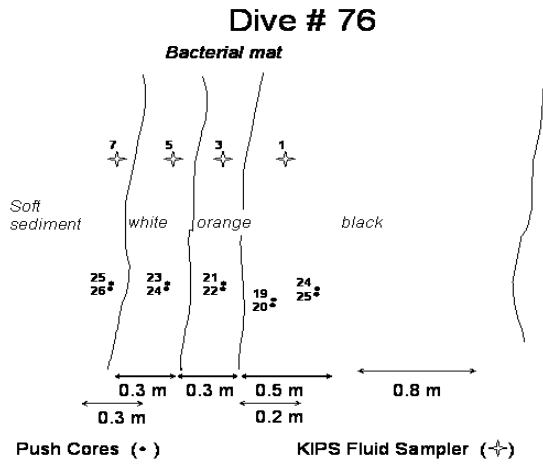 Dive # 76
Bacterial mat
7 5 3 1
Soft
sediment
white orange black
25 23 21 19 24
26 24 22 20 25
0.3 m 0.3 m 0.5 m 0.8 m
0.3 m 0.2 m
Push Cores (•) KIPS Fluid Sampler (✧)